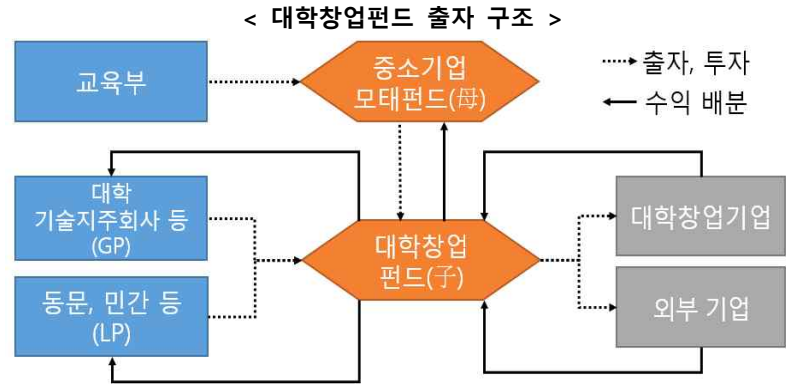 < 대학창업펀드 출자 구조 >
교육부
중소기업
모태펀드(母)
출자, 투자
수익 배분
대학
기술지주회사 등
(GP)
대학창업
펀드(子)
대학창업기업
동문, 민간 등
(LP)
외부 기업